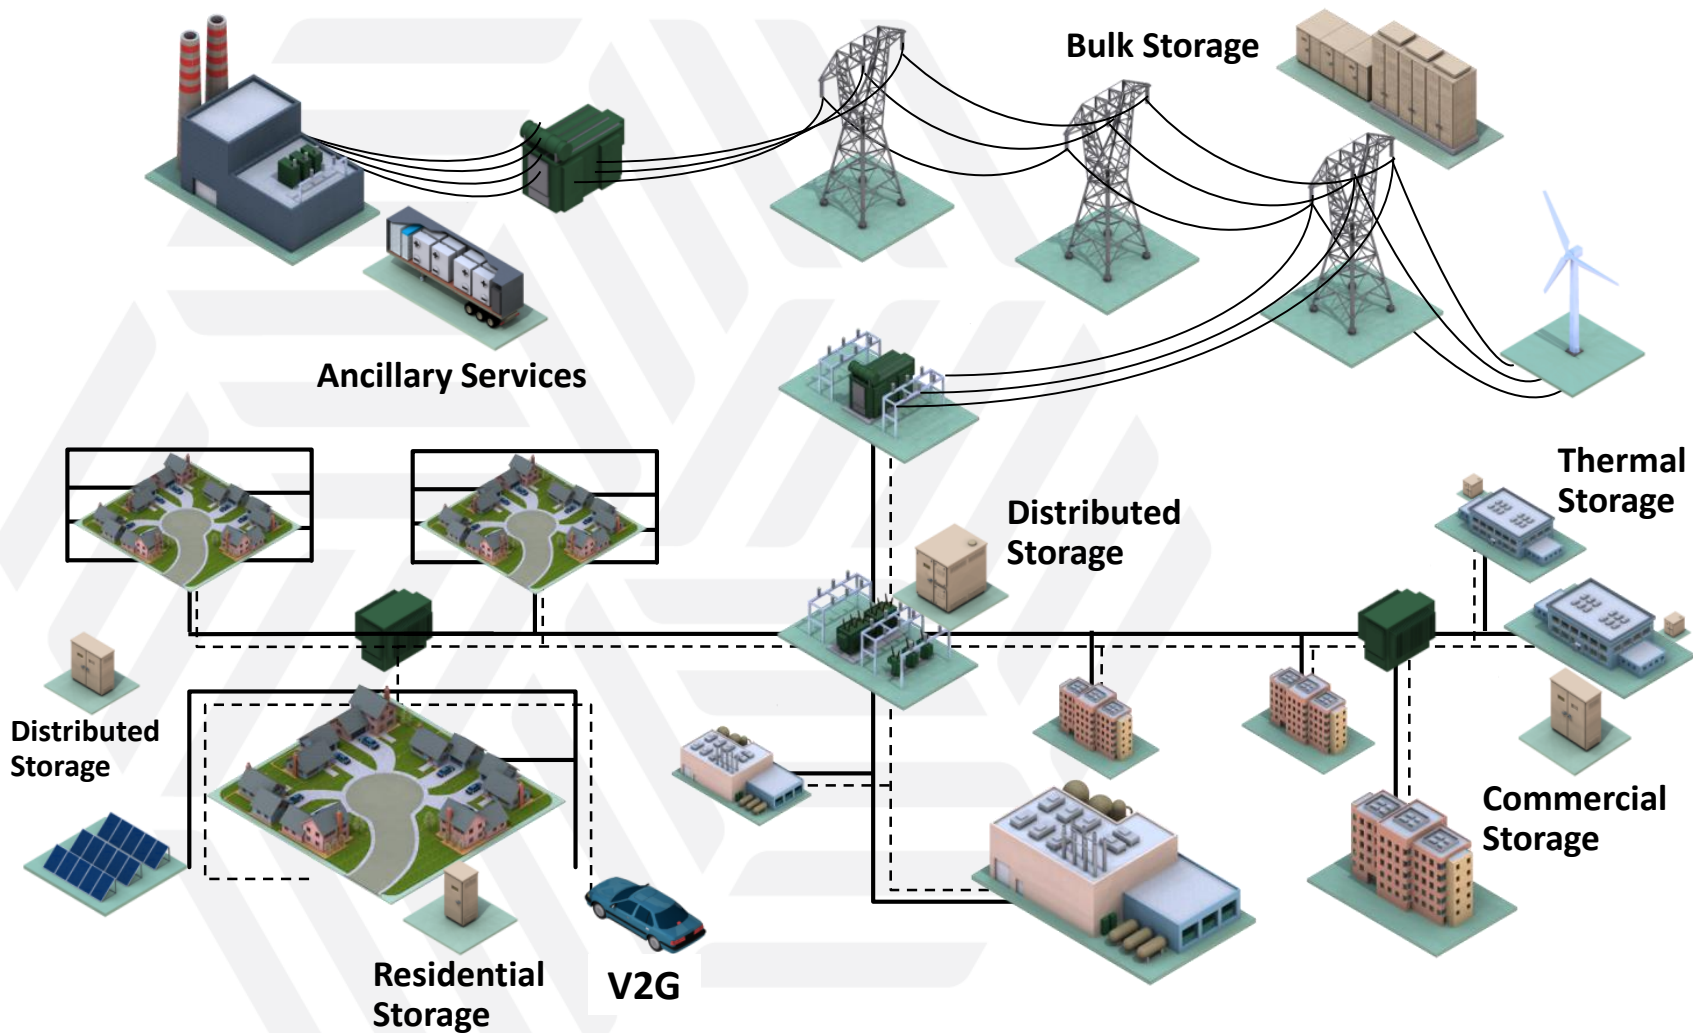 Bulk Storage
Ancillary Services
Thermal
Storage
Distributed
Storage
Distributed
Storage
Commercial
Storage
Residential
Storage
V2G